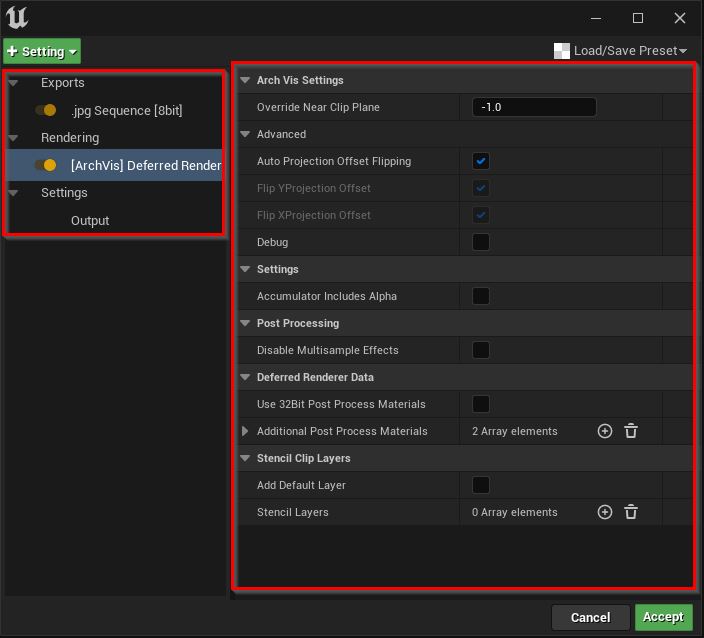 + Setting
Load/Save Preset
Exports
.jpg Sequence [8bit]
Rendering
[ArchVis] Deferred Render
Settings
Output
Arch Vis Settings
Override Near Clip Plane -1.0
Advanced
Auto Projection Offset Flipping
Flip YProjection Offset
Flip XProjection Offset
Debug
Settings
Accumulator Includes Alpha
Post Processing
Disable Multisample Effects
Deferred Renderer Data
Use 32Bit Post Process Materials
Additional Post Process Materials 2 Array elements
Stencil Clip Layers
Add Default Layer
Stencil Layers 0 Array elements
Cancel Accept